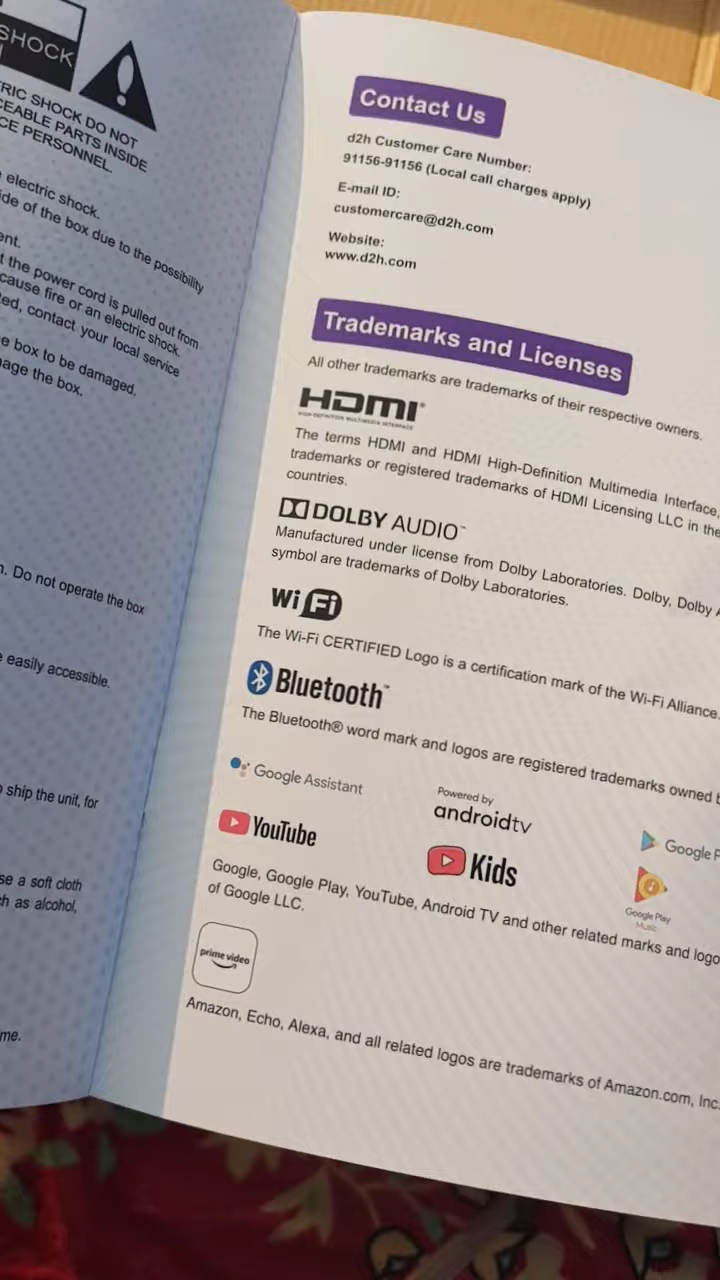 SHOCK
RIC SHOCK DO NOT
CEABLE PARTS INSIDE
CE PERSONNEL.
electric shock.
ide of the box due to the possibility
ent.
t the power cord is pulled out from
cause fire or an electric shock.
ed, contact your local service
e box to be damaged.
age the box.
n. Do not operate the box
e easily accessible.
o ship the unit, for
se a soft cloth
ch as alcohol,
me.
Contact Us
d2h Customer Care Number:
91156-91156 (Local call charges apply)
E-mail ID:
customercare@d2h.com
Website:
www.d2h.com
Trademarks and Licenses
All other trademarks are trademarks of their respective owners.
HDMI®
HIGH-DEFINITION MULTIMEDIA INTERFACE
The terms HDMI and HDMI High-Definition Multimedia Interface,
trademarks or registered trademarks of HDMI Licensing LLC in the
countries.
DOLBY AUDIO™
Manufactured under license from Dolby Laboratories. Dolby, Dolby A
symbol are trademarks of Dolby Laboratories.
Wi Fi
The Wi-Fi CERTIFIED Logo is a certification mark of the Wi-Fi Alliance.
Bluetooth™
The Bluetooth® word mark and logos are registered trademarks owned b
Google Assistant
Powered by
androidtv
Google P
YouTube
Kids
Google Play
Music
Google, Google Play, YouTube, Android TV and other related marks and logo
of Google LLC.
prime video
Amazon, Echo, Alexa, and all related logos are trademarks of Amazon.com, Inc.